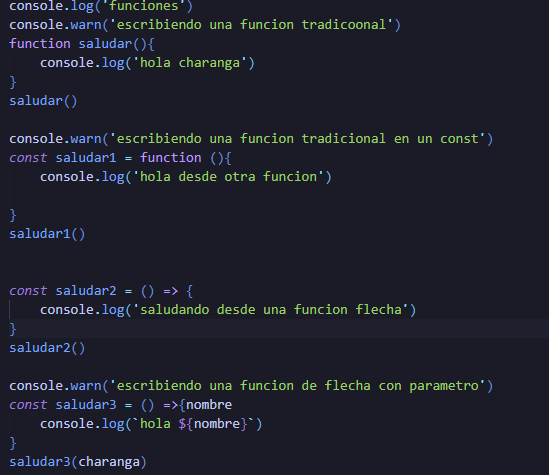 console.log('funciones')
console.warn('escribiendo una funcion tradicoonal')
function saludar(){
    console.log('hola charanga')
}
saludar()

console.warn('escribiendo una funcion tradicional en un const')
const saludar1 = function (){
    console.log('hola desde otra funcion')

}
saludar1()


const saludar2 = () => {
    console.log('saludando desde una funcion flecha')
}
saludar2()

console.warn('escribiendo una funcion de flecha con parametro')
const saludar3 = () =>{nombre
    console.log(`hola ${nombre}`)
}
saludar3(charanga)